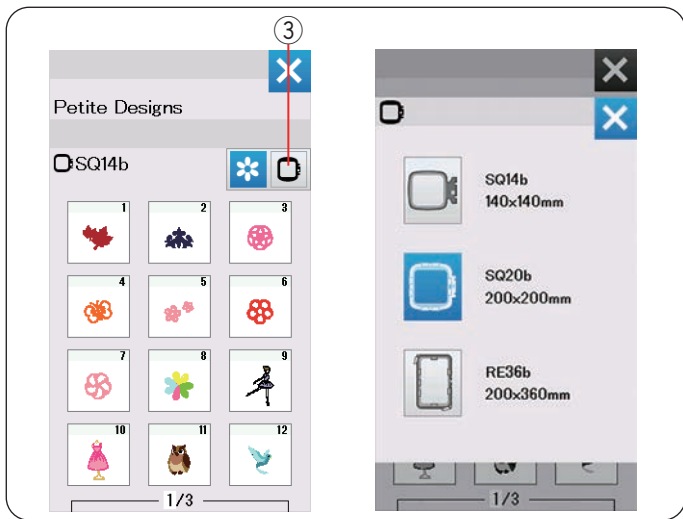 ③
Petite Designs
SQ14b
1 2 3
4 5 6
7 8 9
10 11 12
1/3
SQ14b
140x140mm
SQ20b
200x200mm
RE36b
200x360mm
1/3